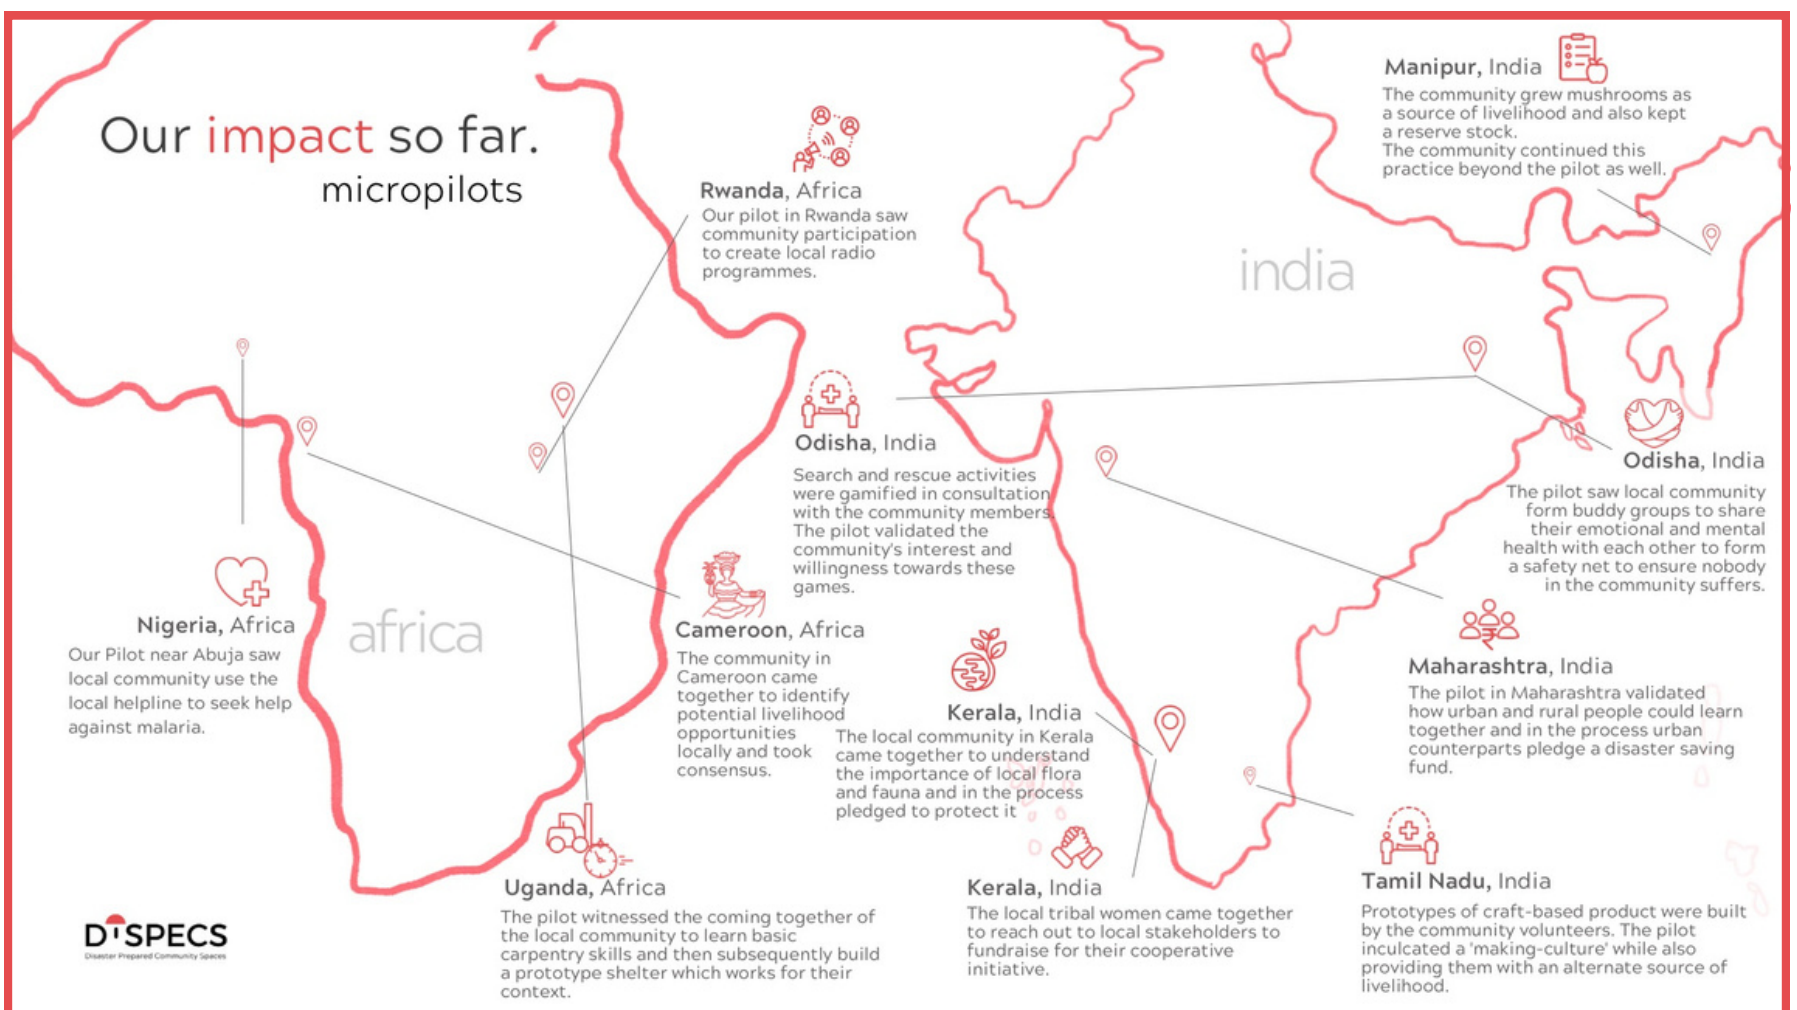 Our impact so far.
micropilots
Rwanda, Africa
Our pilot in Rwanda saw
community participation
to create local radio
programmes.
Manipur, India
The community grew mushrooms as
a source of livelihood and also kept
a reserve stock.
The community continued this
practice beyond the pilot as well.
india
Odisha, India
Search and rescue activities
were gamified in consultation
with the community members.
The pilot validated the
community's interest and
willingness towards these
games.
Odisha, India
The pilot saw local community
form buddy groups to share
their emotional and mental
health with each other to form
a safety net to ensure nobody
in the community suffers.
Nigeria, Africa
Our Pilot near Abuja saw
local community use the
local helpline to seek help
against malaria.
africa
Cameroon, Africa
The community in
Cameroon came
together to identify
potential livelihood
opportunities
locally and took
consensus.
Kerala, India
The local community in Kerala
came together to understand
the importance of local flora
and fauna and in the process
pledged to protect it
Maharashtra, India
The pilot in Maharashtra validated
how urban and rural people could learn
together and in the process urban
counterparts pledge a disaster saving
fund.
Uganda, Africa
The pilot witnessed the coming together of
the local community to learn basic
carpentry skills and then subsequently build
a prototype shelter which works for their
context.
Kerala, India
The local tribal women came together
to reach out to local stakeholders to
fundraise for their cooperative
initiative.
Tamil Nadu, India
Prototypes of craft-based product were built
by the community volunteers. The pilot
inculcated a 'making-culture' while also
providing them with an alternate source of
livelihood.
D'SPECS
Disaster Prepared Community Spaces